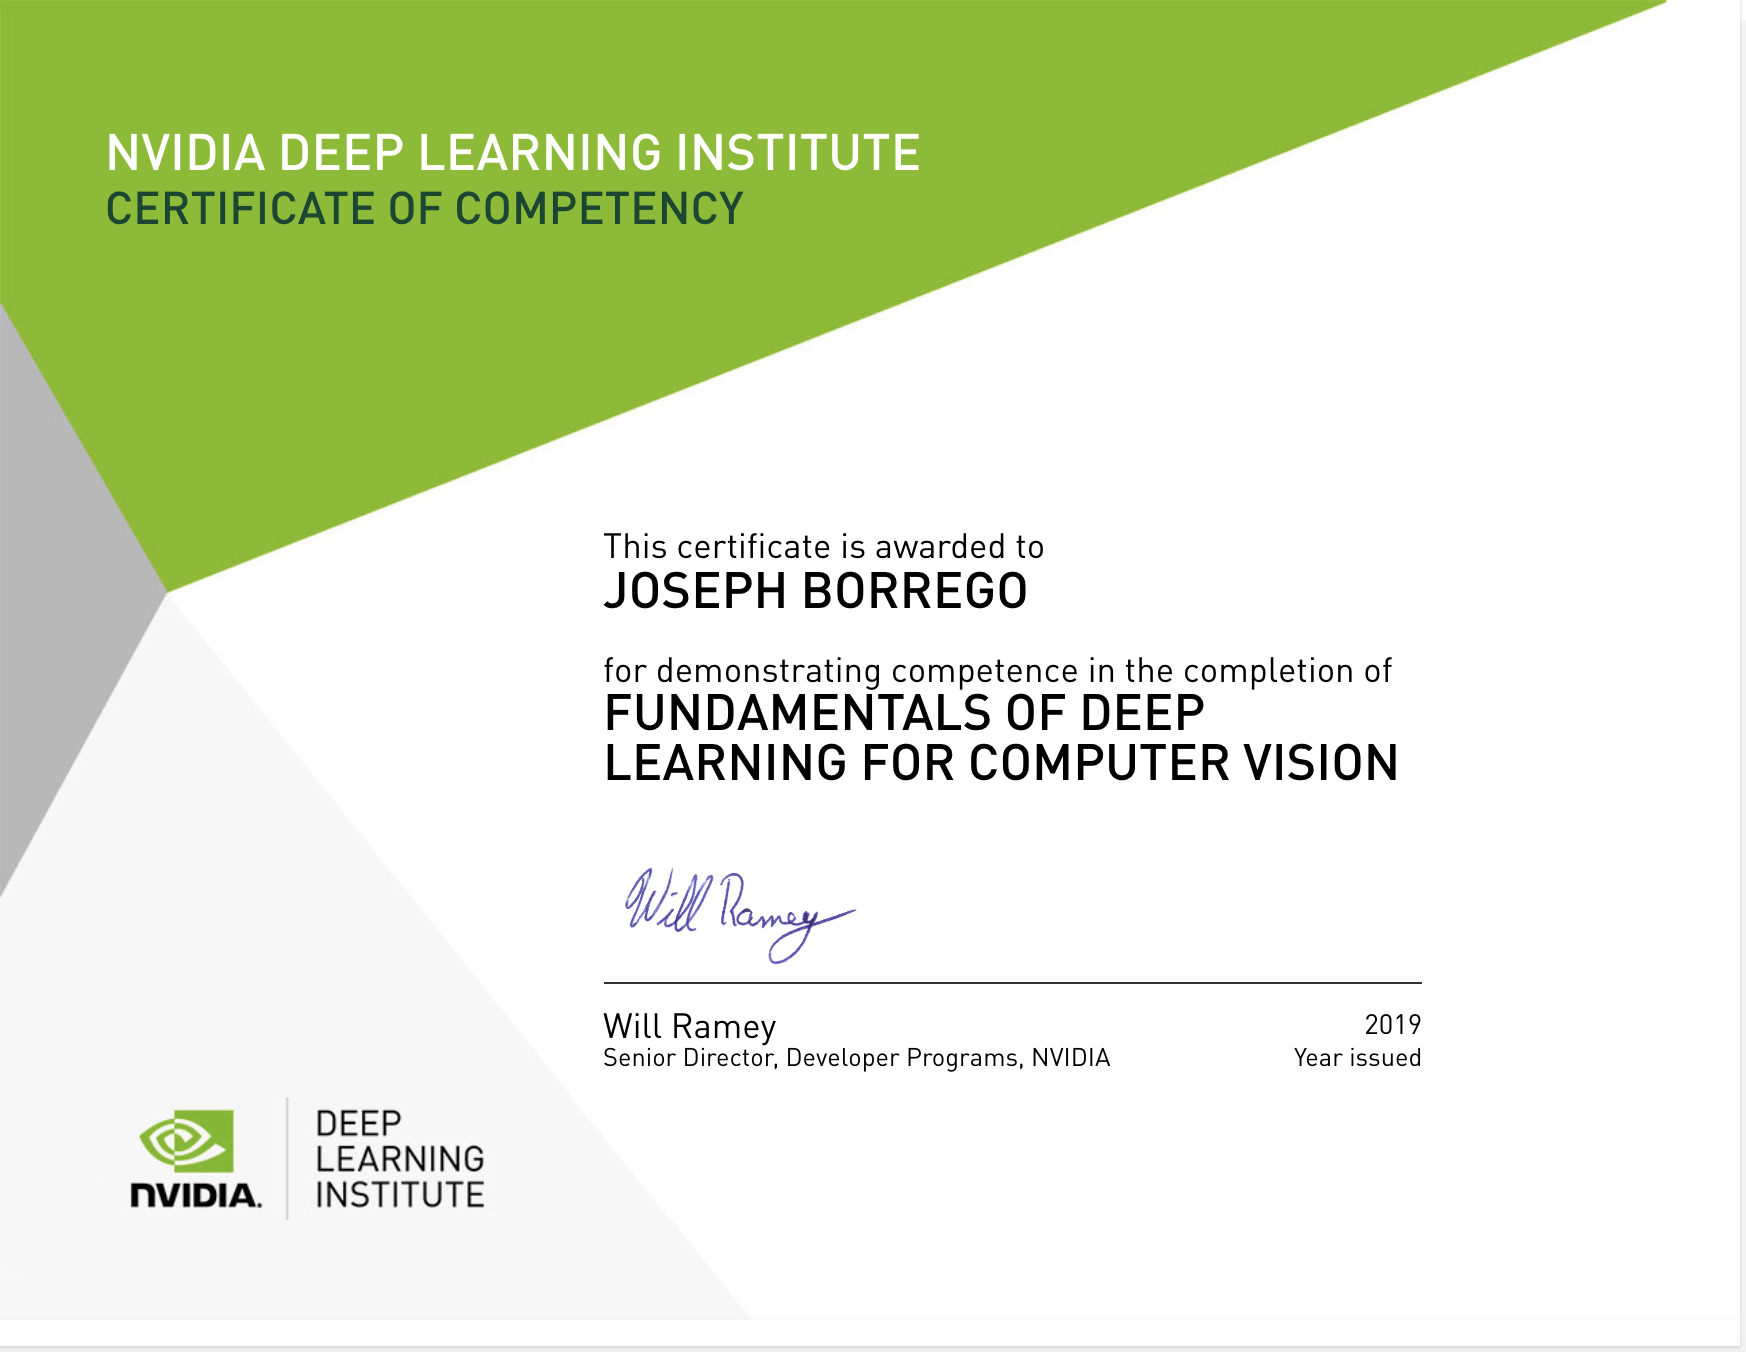 NVIDIA DEEP LEARNING INSTITUTE
CERTIFICATE OF COMPETENCY
This certificate is awarded to
JOSEPH BORREGO
for demonstrating competence in the completion of
FUNDAMENTALS OF DEEP
LEARNING FOR COMPUTER VISION
Will Ramey
Will Ramey
2019
Senior Director, Developer Programs, NVIDIA
Year issued
NVIDIA.
DEEP
LEARNING
INSTITUTE